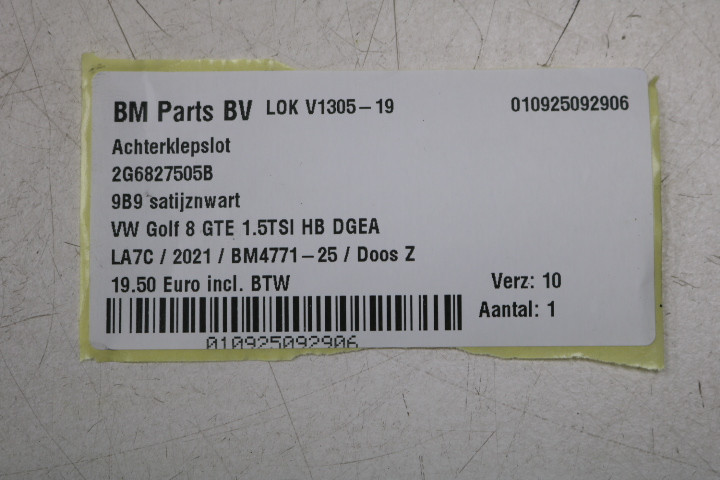 BM Parts BV LOK V1305-19 010925092906
Achterklepslot
2G6827505B
9B9 satijznwart
VW Golf 8 GTE 1.5TSI HB DGEA
LA7C / 2021 / BM4771-25 / Doos Z
19.50 Euro incl. BTW Verz: 10
Aantal: 1
010925092906